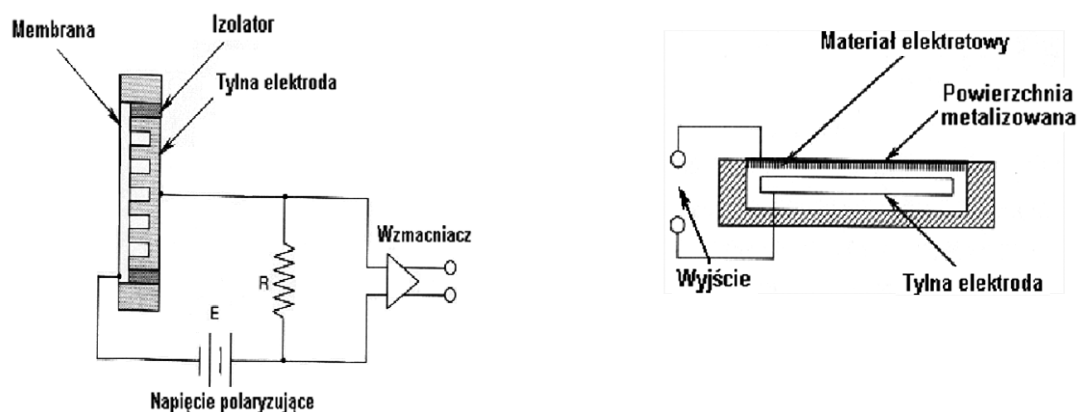 Membrana
Izolator
Tylna elektroda
Wzmacniacz
R
E
Napięcie polaryzujące
Materiał elektretowy
Powierzchnia
metalizowana
Wyjście
Tylna elektroda